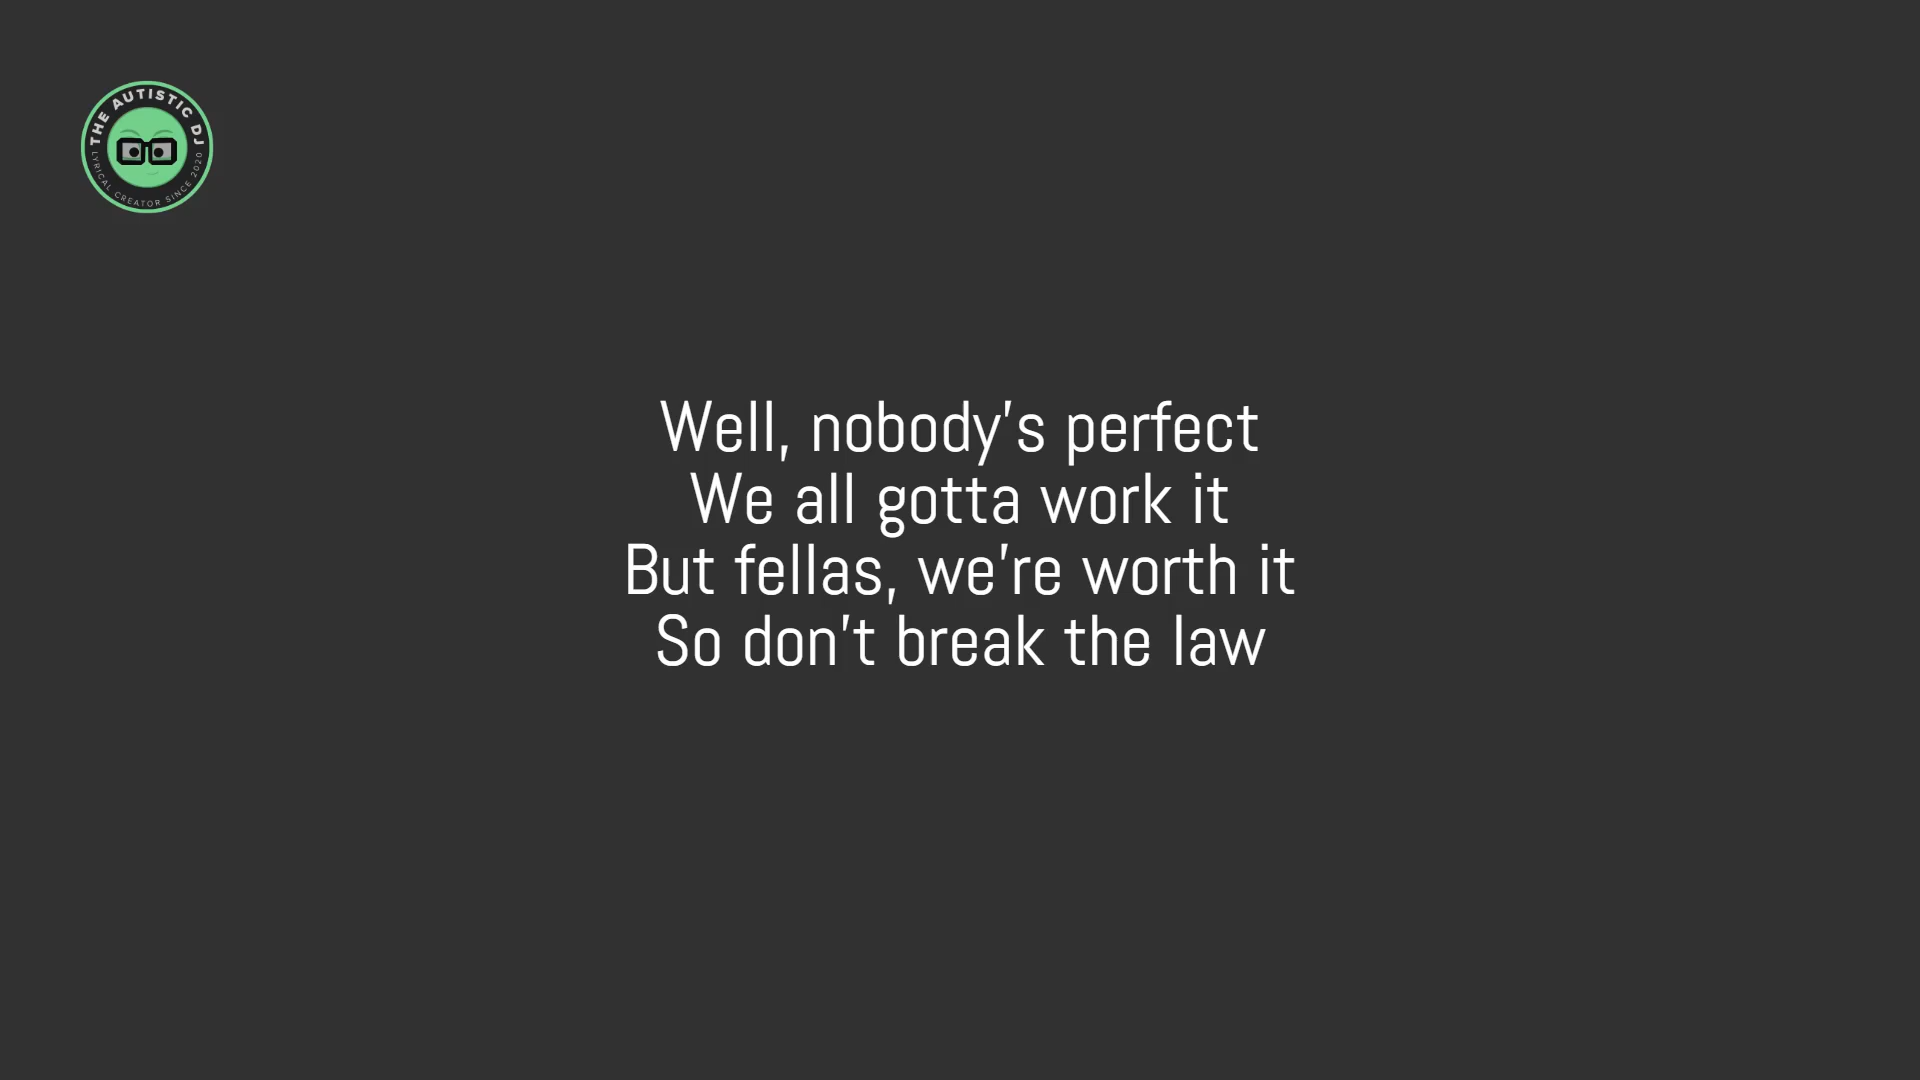 THE AUTISTIC DJ
LYRICAL CREATOR SINCE 2020
Well, nobody’s perfect
We all gotta work it
But fellas, we’re worth it
So don’t break the law